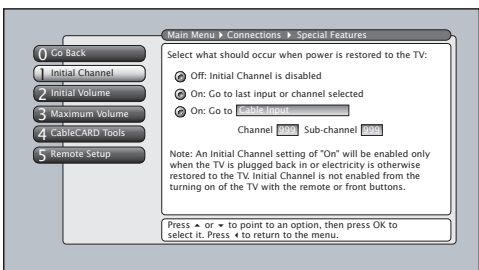 Main Menu ▸ Connections ▸ Special Features
0 Go Back
1 Initial Channel
2 Initial Volume
3 Maximum Volume
4 CableCARD Tools
5 Remote Setup
Select what should occur when power is restored to the TV:
Off: Initial Channel is disabled
On: Go to last input or channel selected
On: Go to Cable Input
Channel 999 Sub-channel 999
Note: An Initial Channel setting of "On" will be enabled only
when the TV is plugged back in or electricity is otherwise
restored to the TV. Initial Channel is not enabled from the
turning on of the TV with the remote or front buttons.
Press ▴ or ▾ to point to an option, then press OK to
select it. Press ◂ to return to the menu.